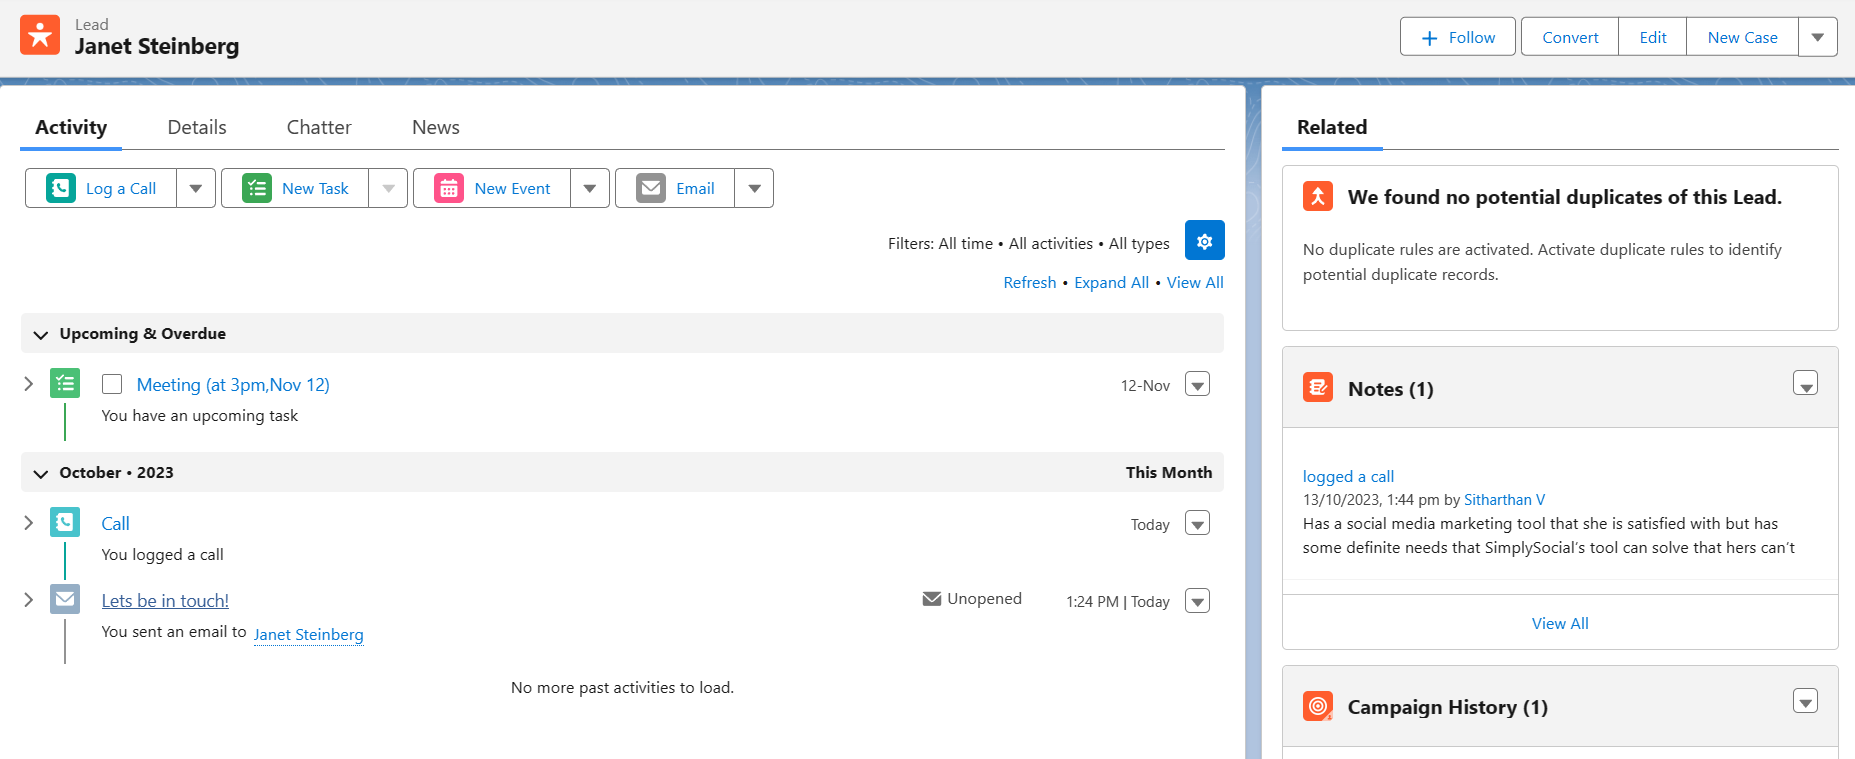 Lead
Janet Steinberg
Follow
Convert
Edit
New Case
Activity
Details
Chatter
News
Log a Call
New Task
New Event
Email
Filters: All time • All activities • All types
Refresh • Expand All • View All
Upcoming & Overdue
Meeting (at 3pm,Nov 12)
12-Nov
You have an upcoming task
October • 2023
This Month
Call
Today
You logged a call
Lets be in touch!
Unopened
1:24 PM | Today
You sent an email to Janet Steinberg
No more past activities to load.
Related
We found no potential duplicates of this Lead.
No duplicate rules are activated. Activate duplicate rules to identify
potential duplicate records.
Notes (1)
logged a call
13/10/2023, 1:44 pm by Sitharthan V
Has a social media marketing tool that she is satisfied with but has
some definite needs that SimplySocial’s tool can solve that hers can’t
View All
Campaign History (1)